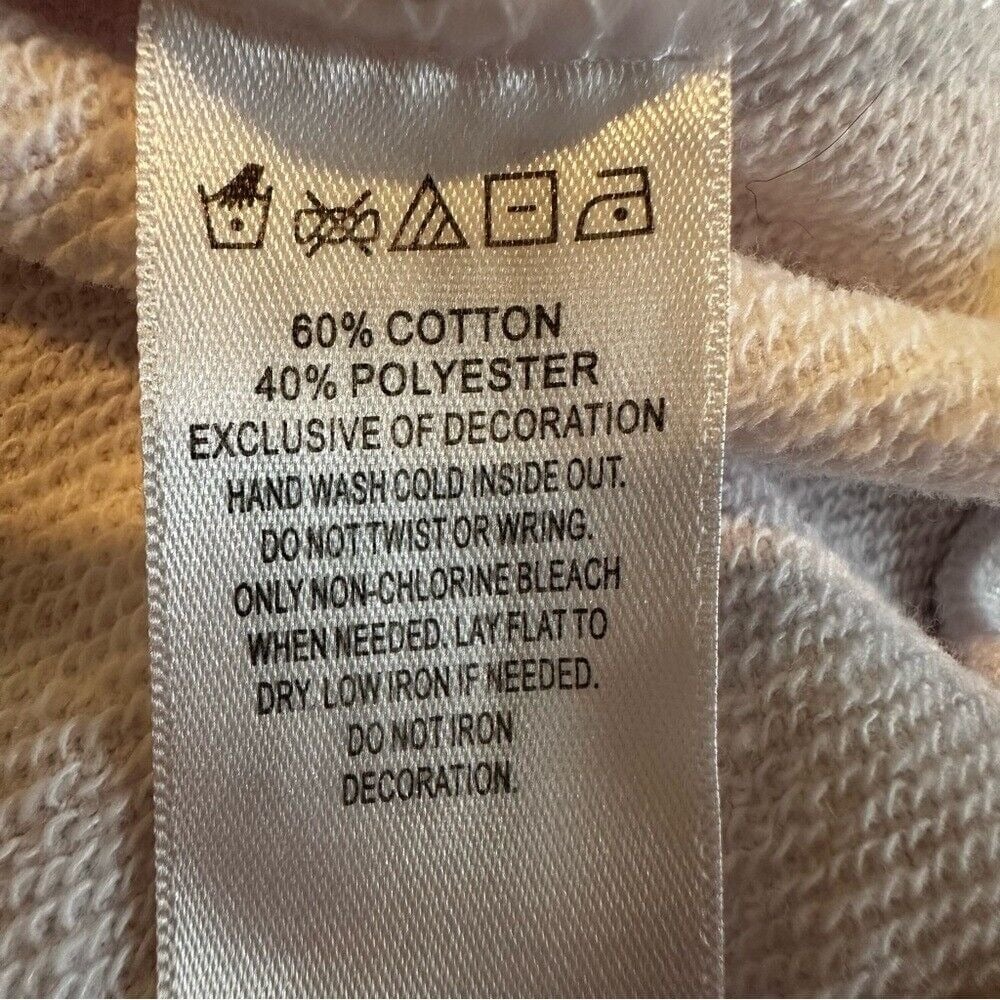 60% COTTON
40% POLYESTER
EXCLUSIVE OF DECORATION
HAND WASH COLD INSIDE OUT.
DO NOT TWIST OR WRING.
ONLY NON-CHLORINE BLEACH
WHEN NEEDED. LAY FLAT TO
DRY. LOW IRON IF NEEDED.
DO NOT IRON
DECORATION.